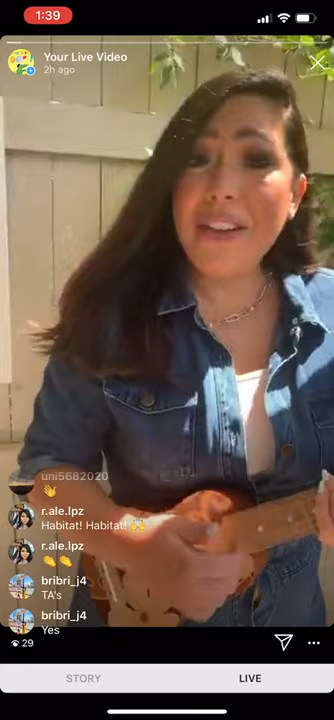 1:39
Your Live Video
2h ago
uni5682020
👋
r.ale.lpz
Habitat! Habitat! 🙌
r.ale.lpz
👏👏
bribri_j4
TA's
bribri_j4
Yes
29
STORY
LIVE